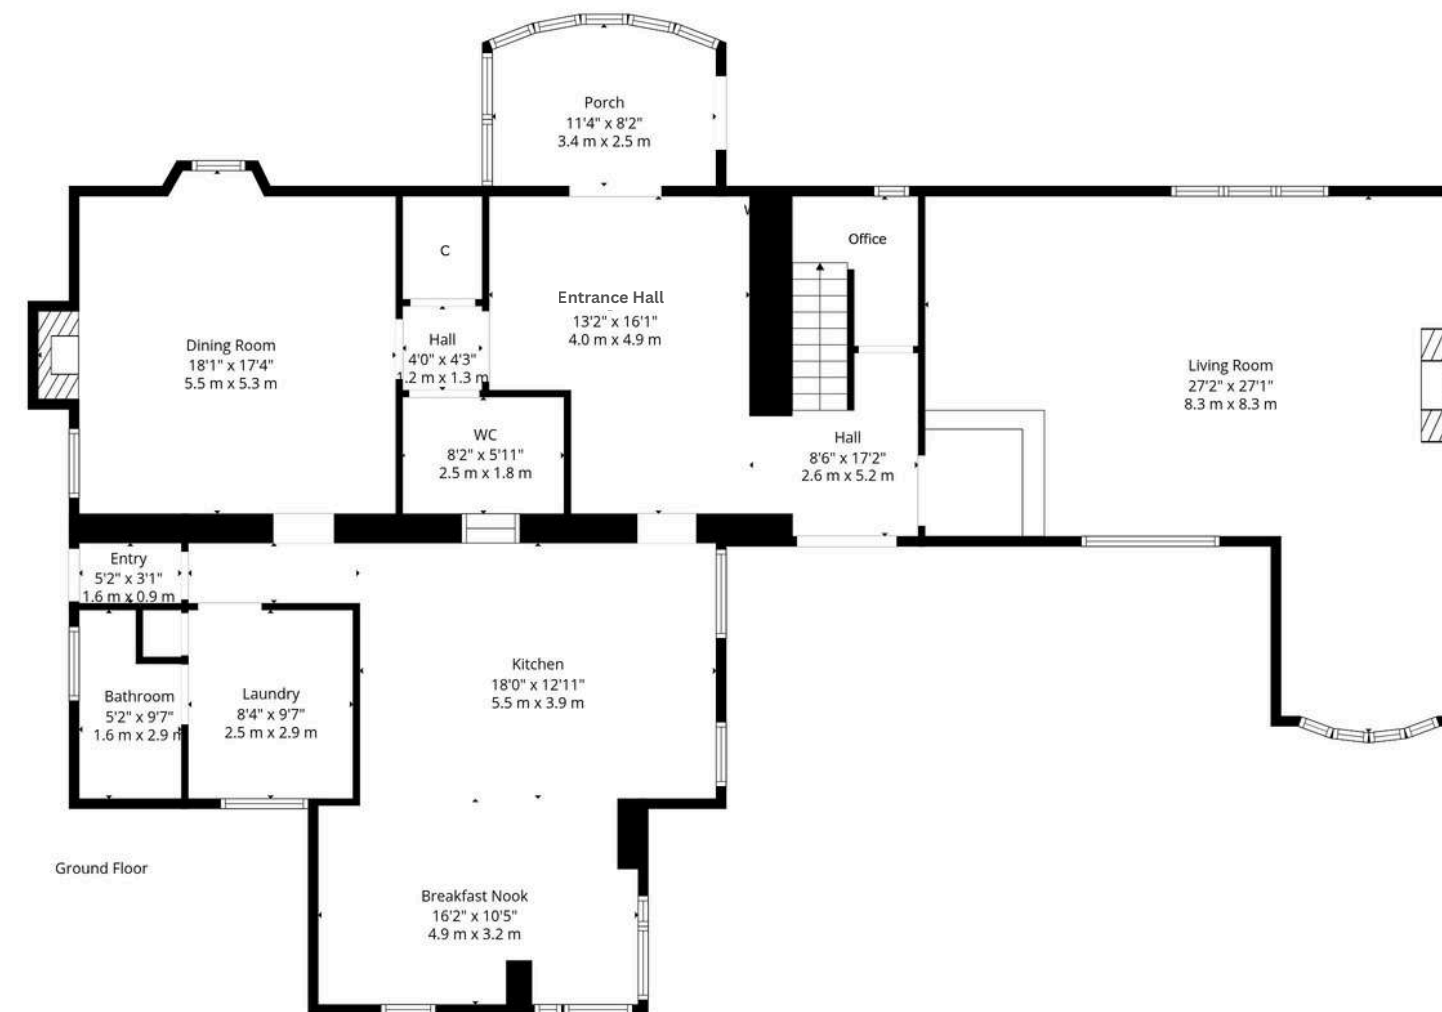 Porch
11'4" x 8'2"
3.4 m x 2.5 m
C
Office
Entrance Hall
13'2" x 16'1"
4.0 m x 4.9 m
Hall
4'0" x 4'3"
1.2 m x 1.3 m
Dining Room
18'1" x 17'4"
5.5 m x 5.3 m
Living Room
27'2" x 27'1"
8.3 m x 8.3 m
WC
8'2" x 5'11"
2.5 m x 1.8 m
Hall
8'6" x 17'2"
2.6 m x 5.2 m
Entry
5'2" x 3'1"
1.6 m x 0.9 m
Kitchen
18'0" x 12'11"
5.5 m x 3.9 m
Bathroom
5'2" x 9'7"
1.6 m x 2.9 m
Laundry
8'4" x 9'7"
2.5 m x 2.9 m
Ground Floor
Breakfast Nook
16'2" x 10'5"
4.9 m x 3.2 m